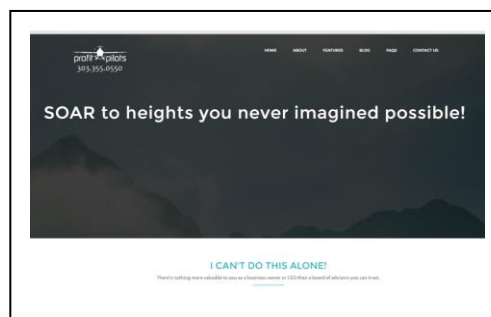 profit pilots
303.355.0550
HOME ABOUT FEATURES BLOG FAQS CONTACT US
SOAR to heights you never imagined possible!
I CAN'T DO THIS ALONE!
There's nothing more valuable to you as a business owner or CEO than a board of advisors you can trust.